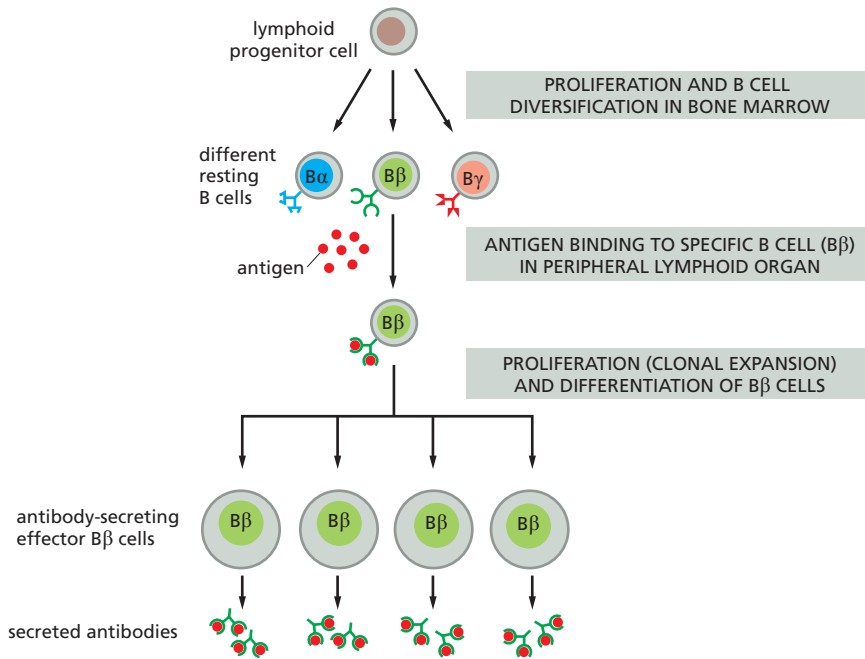 lymphoid
progenitor cell
PROLIFERATION AND B CELL
DIVERSIFICATION IN BONE MARROW
different
resting
B cells
Bα
Bβ
Bγ
antigen
ANTIGEN BINDING TO SPECIFIC B CELL (Bβ)
IN PERIPHERAL LYMPHOID ORGAN
Bβ
PROLIFERATION (CLONAL EXPANSION)
AND DIFFERENTIATION OF Bβ CELLS
antibody-secreting
effector Bβ cells
Bβ
Bβ
Bβ
Bβ
secreted antibodies